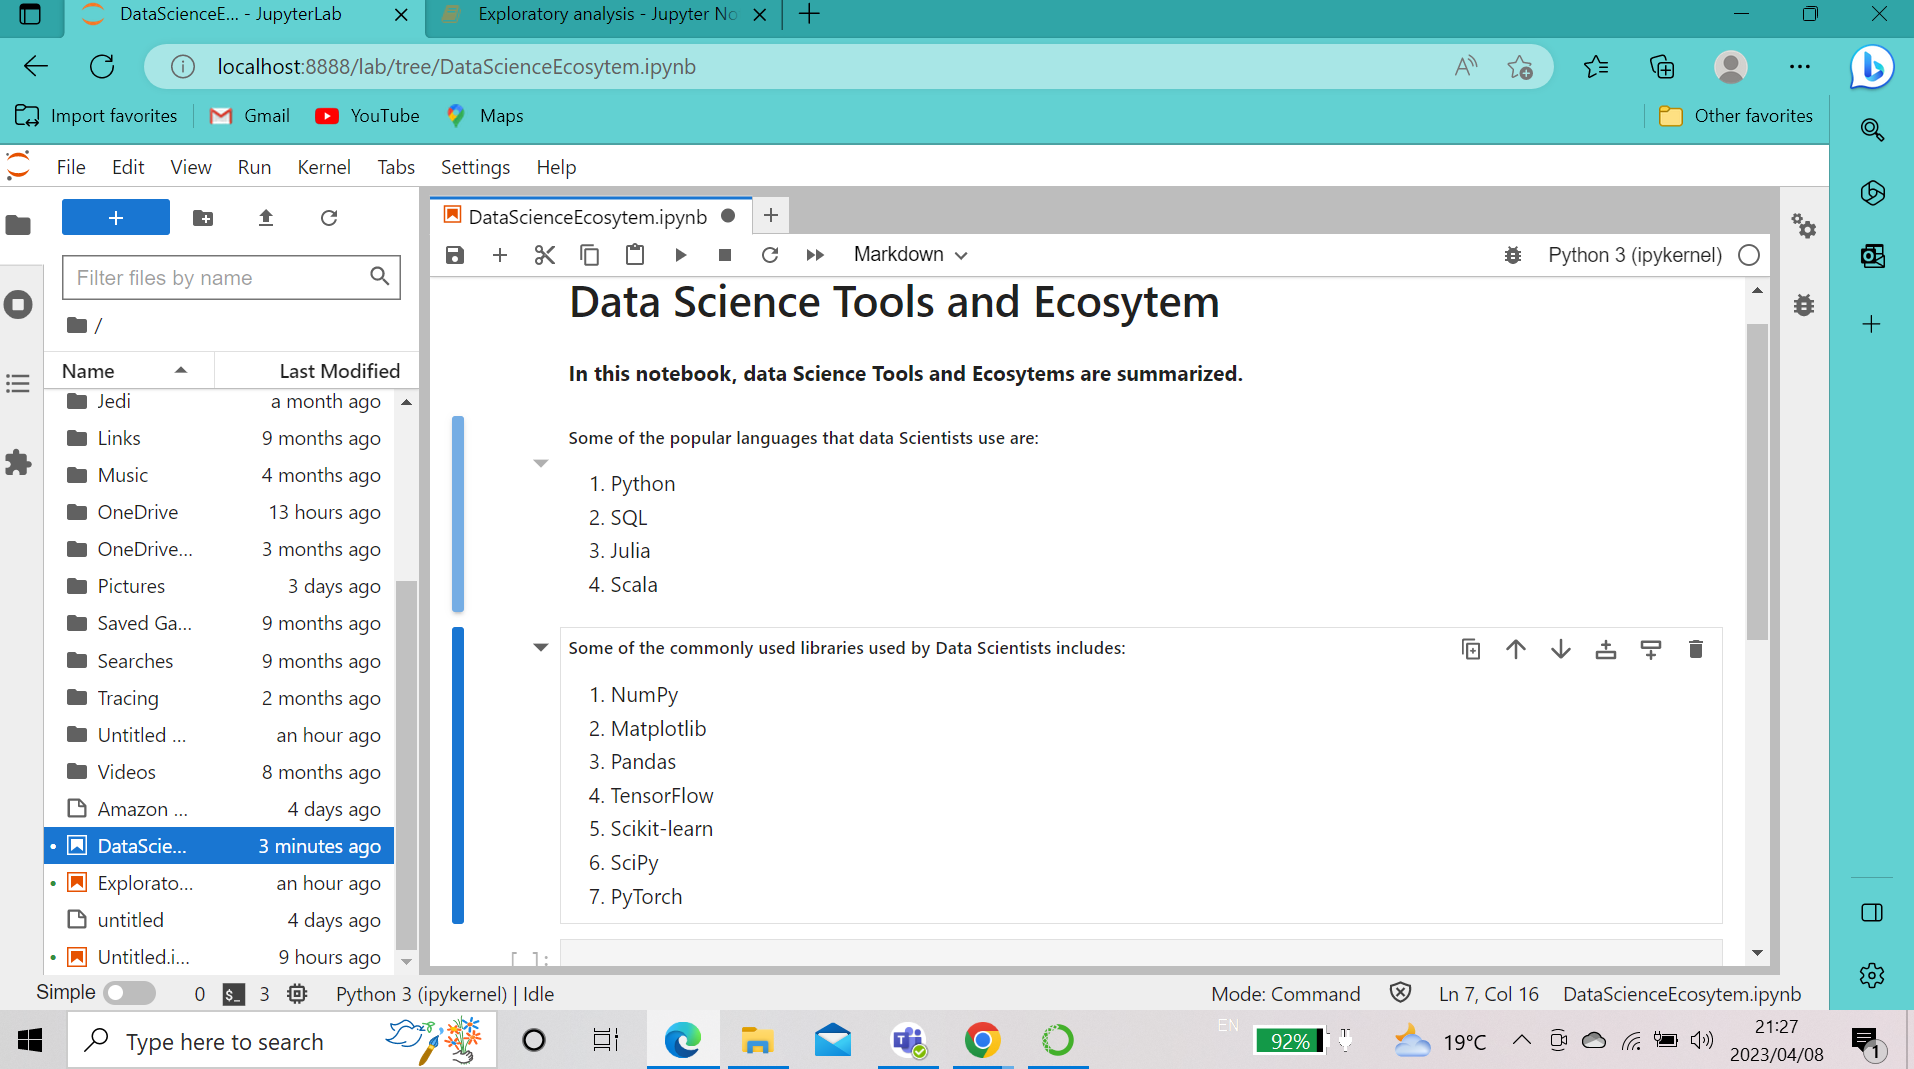 DataScienceE... - JupyterLab
Exploratory analysis - Jupyter No
localhost:8888/lab/tree/DataScienceEcosytem.ipynb
Import favorites
Gmail
YouTube
Maps
Other favorites
File Edit View Run Kernel Tabs Settings Help
DataScienceEcosytem.ipynb
Markdown
Python 3 (ipykernel)
Filter files by name
/
Name Last Modified
Jedi a month ago
Links 9 months ago
Music 4 months ago
OneDrive 13 hours ago
OneDrive... 3 months ago
Pictures 3 days ago
Saved Ga... 9 months ago
Searches 9 months ago
Tracing 2 months ago
Untitled ... an hour ago
Videos 8 months ago
Amazon ... 4 days ago
DataScie... 3 minutes ago
Explorato... an hour ago
untitled 4 days ago
Untitled.i... 9 hours ago
Data Science Tools and Ecosytem
In this notebook, data Science Tools and Ecosytems are summarized.
Some of the popular languages that data Scientists use are:
1. Python
2. SQL
3. Julia
4. Scala
Some of the commonly used libraries used by Data Scientists includes:
1. NumPy
2. Matplotlib
3. Pandas
4. TensorFlow
5. Scikit-learn
6. SciPy
7. PyTorch
[ ]:
Simple 0 $_ 3 Python 3 (ipykernel) | Idle
Mode: Command Ln 7, Col 16 DataScienceEcosytem.ipynb
Type here to search
EN
92%
19°C
21:27
2023/04/08
1